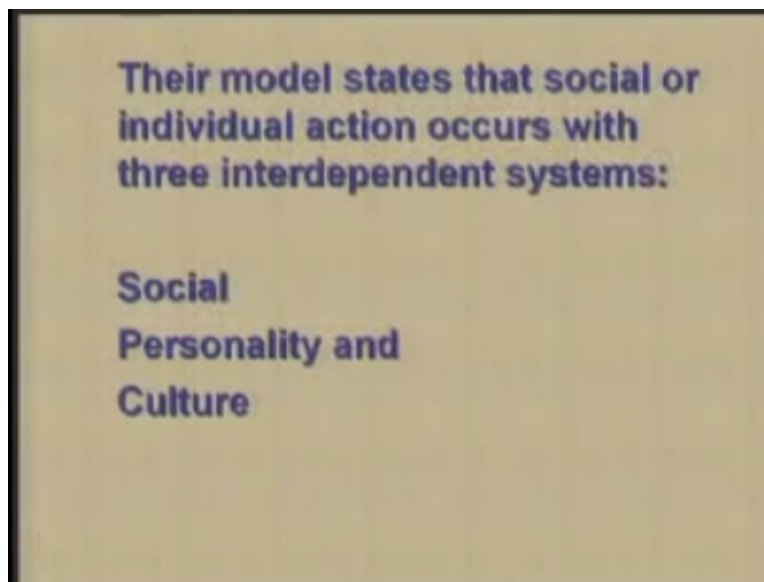 Their model states that social or
individual action occurs with
three interdependent systems:
Social
Personality and
Culture